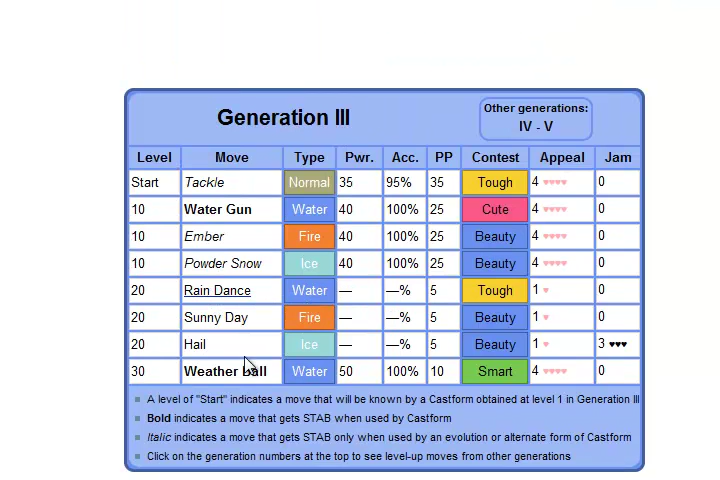 Generation III
Other generations:
IV - V
Level Move Type Pwr. Acc. PP Contest Appeal Jam
Start Tackle Normal 35 95% 35 Tough 4 ♥♥♥♥ 0
10 Water Gun Water 40 100% 25 Cute 4 ♥♥♥♥ 0
10 Ember Fire 40 100% 25 Beauty 4 ♥♥♥♥ 0
10 Powder Snow Ice 40 100% 25 Beauty 4 ♥♥♥♥ 0
20 Rain Dance Water — —% 5 Tough 1 ♥ 0
20 Sunny Day Fire — —% 5 Beauty 1 ♥ 0
20 Hail Ice — —% 5 Beauty 1 ♥ 3 ♥♥♥
30 Weather Ball Water 50 100% 10 Smart 4 ♥♥♥♥ 0
A level of "Start" indicates a move that will be known by a Castform obtained at level 1 in Generation III
Bold indicates a move that gets STAB when used by Castform
Italic indicates a move that gets STAB only when used by an evolution or alternate form of Castform
Click on the generation numbers at the top to see level-up moves from other generations